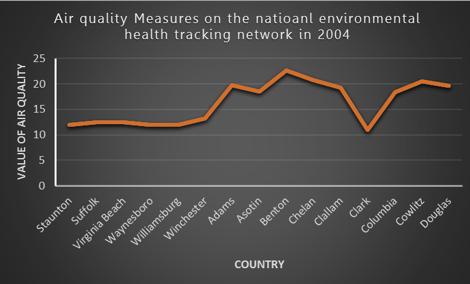 Air quality Measures on the natioanl environmental
health tracking network in 2004
VALUE OF AIR QUALITY
25
20
15
10
5
0
Staunton
Suffolk
Virginia Beach
Waynesboro
Williamsburg
Winchester
Adams
Asotin
Benton
Chelan
Clallam
Clark
Columbia
Cowlitz
Douglas
COUNTRY